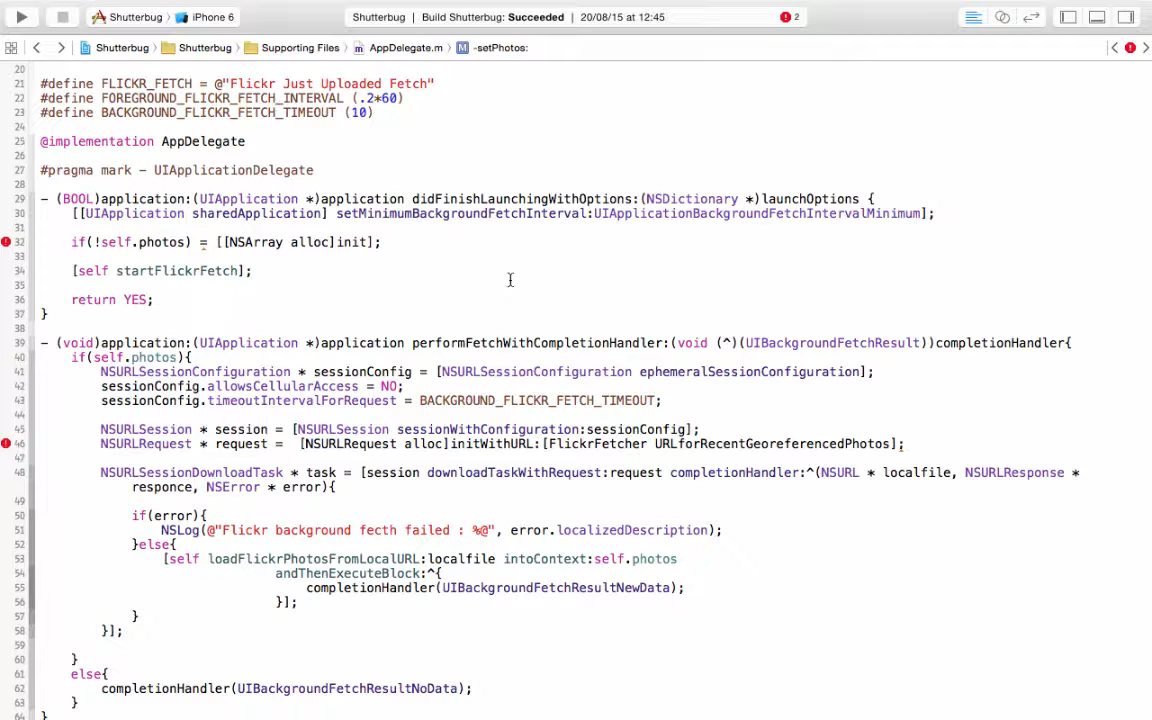 Shutterbug › iPhone 6
Shutterbug | Build Shutterbug: Succeeded | 20/08/15 at 12:45
2
Shutterbug › Shutterbug › Supporting Files › AppDelegate.m › M -setPhotos:
20
21 #define FLICKR_FETCH = @"Flickr Just Uploaded Fetch"
22 #define FOREGROUND_FLICKR_FETCH_INTERVAL (.2*60)
23 #define BACKGROUND_FLICKR_FETCH_TIMEOUT (10)
24
25 @implementation AppDelegate
26
27 #pragma mark - UIApplicationDelegate
28
29 - (BOOL)application:(UIApplication *)application didFinishLaunchingWithOptions:(NSDictionary *)launchOptions {
30 [[UIApplication sharedApplication] setMinimumBackgroundFetchInterval:UIApplicationBackgroundFetchIntervalMinimum];
31
32 if(!self.photos) = [[NSArray alloc]init];
33
34 [self startFlickrFetch];
35
36 return YES;
37 }
38
39 - (void)application:(UIApplication *)application performFetchWithCompletionHandler:(void (^)(UIBackgroundFetchResult))completionHandler{
40 if(self.photos){
41 NSURLSessionConfiguration * sessionConfig = [NSURLSessionConfiguration ephemeralSessionConfiguration];
42 sessionConfig.allowsCellularAccess = NO;
43 sessionConfig.timeoutIntervalForRequest = BACKGROUND_FLICKR_FETCH_TIMEOUT;
44
45 NSURLSession * session = [NSURLSession sessionWithConfiguration:sessionConfig];
46 NSURLRequest * request =  [NSURLRequest alloc]initWithURL:[FlickrFetcher URLforRecentGeoreferencedPhotos];
47
48 NSURLSessionDownloadTask * task = [session downloadTaskWithRequest:request completionHandler:^(NSURL * localfile, NSURLResponse *
responce, NSError * error){
49
50 if(error){
51 NSLog(@"Flickr background fecth failed : %@", error.localizedDescription);
52 }else{
53 [self loadFlickrPhotosFromLocalURL:localfile intoContext:self.photos
54 andThenExecuteBlock:^{
55 completionHandler(UIBackgroundFetchResultNewData);
56 }];
57 }
58 }];
59
60 }
61 else{
62 completionHandler(UIBackgroundFetchResultNoData);
63 }
64 }